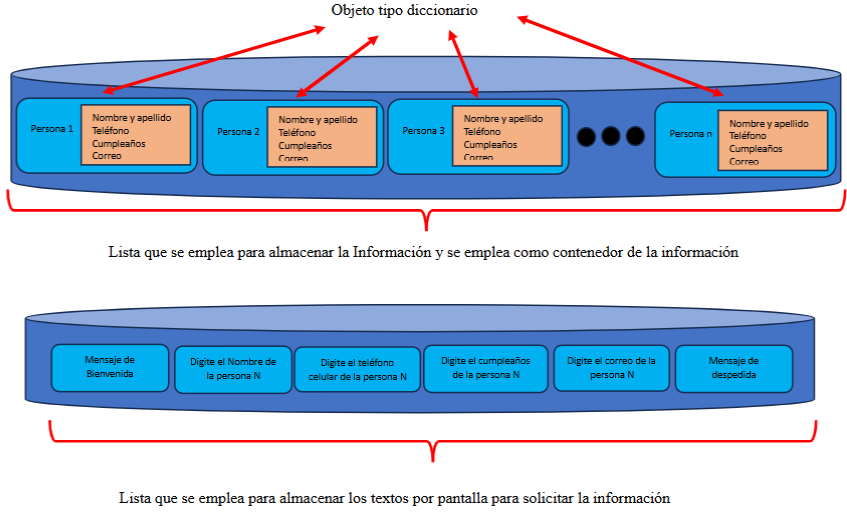 Objeto tipo diccionario
Persona 1
Nombre y apellido
Teléfono
Cumpleaños
Correo
Persona 2
Nombre y apellido
Teléfono
Cumpleaños
Correo
Persona 3
Nombre y apellido
Teléfono
Cumpleaños
Correo
Persona n
Nombre y apellido
Teléfono
Cumpleaños
Correo
Lista que se emplea para almacenar la Información y se emplea como contenedor de la información
Mensaje de
Bienvenida
Digite el Nombre de
la persona N
Digite el teléfono
celular de la persona N
Digite el cumpleaños
de la persona N
Digite el correo de la
persona N
Mensaje de
despedida
Lista que se emplea para almacenar los textos por pantalla para solicitar la información